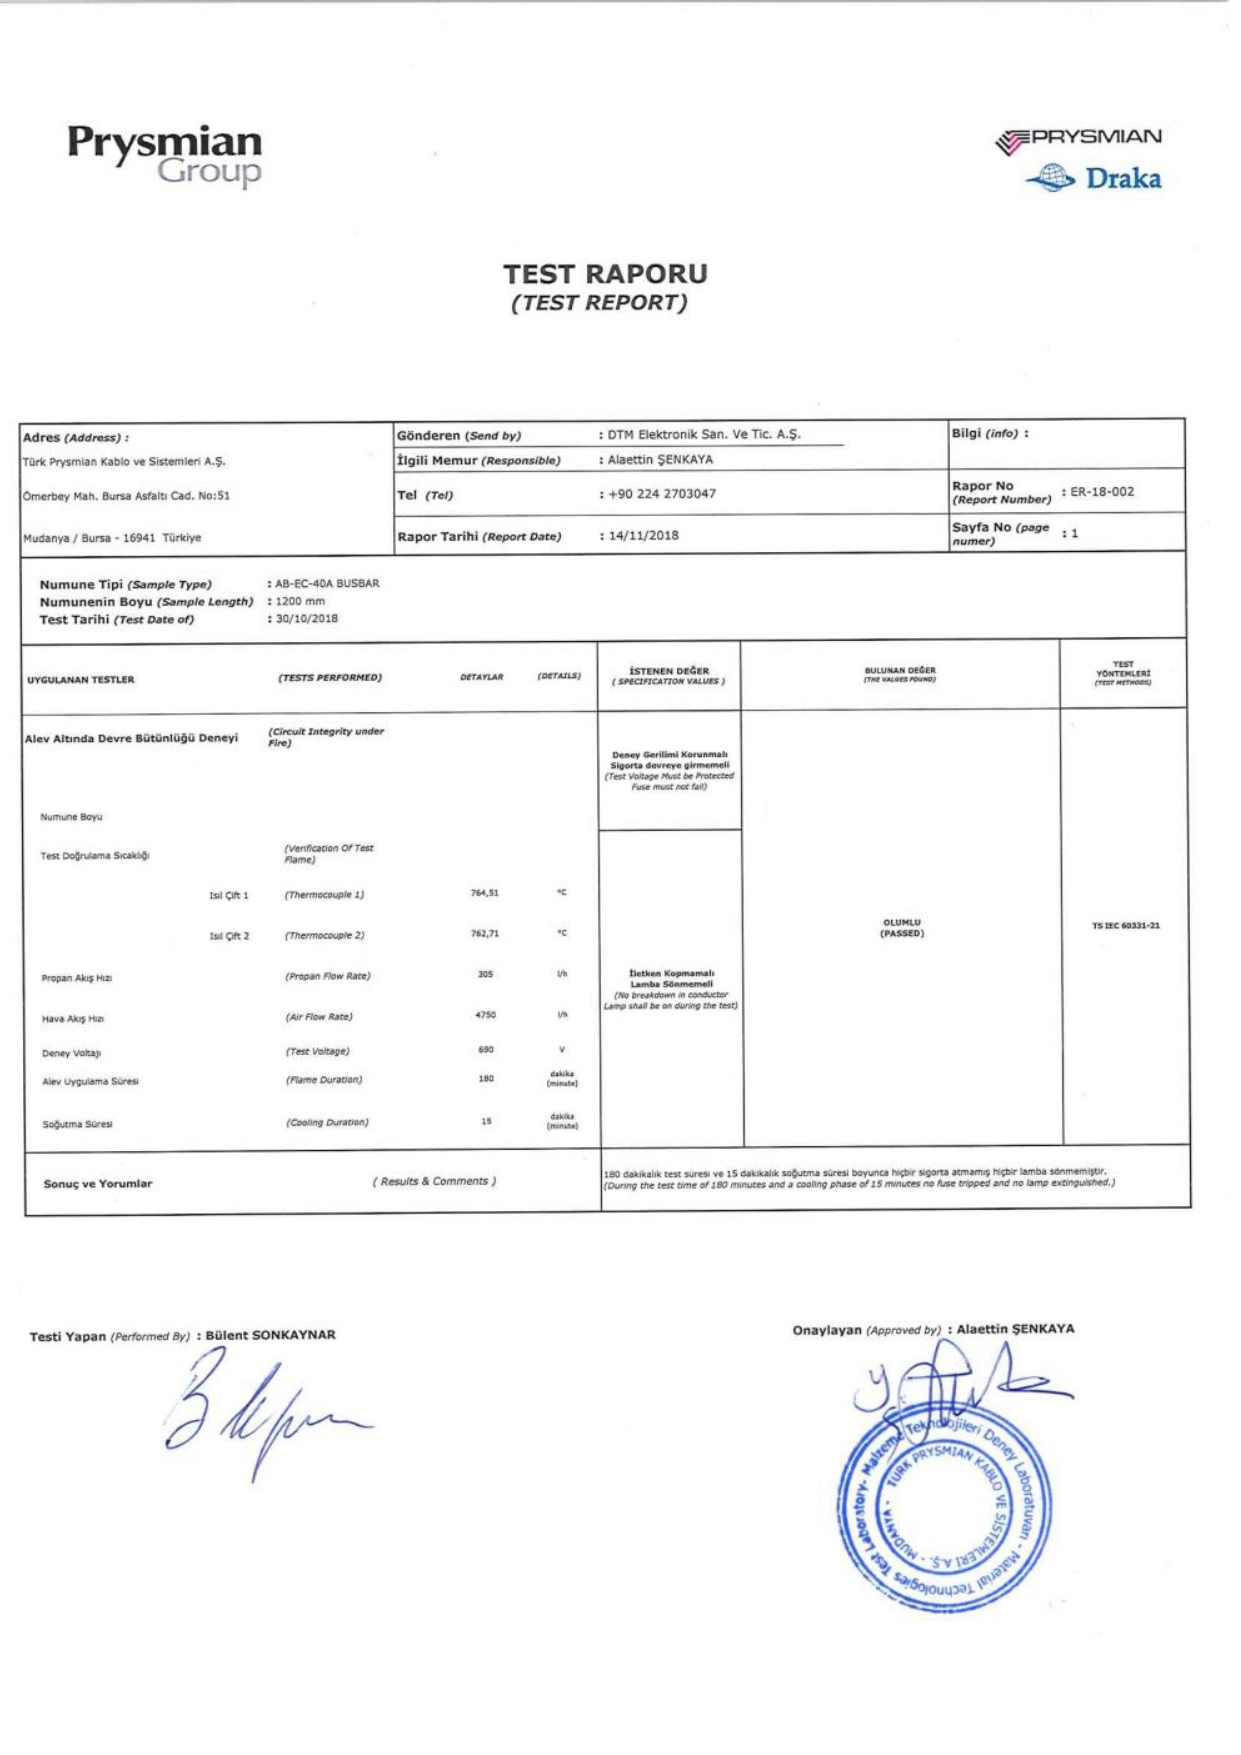 Prysmian
Group
PRYSMIAN
Draka
TEST RAPORU
(TEST REPORT)
Adres (Address) :
Türk Prysmian Kablo ve Sistemleri A.Ş.
Ömerbey Mah. Bursa Asfaltı Cad. No:51
Mudanya / Bursa - 16941 Türkiye
Gönderen (Send by) : DTM Elektronik San. Ve Tic. A.Ş.
İlgili Memur (Responsible) : Alaettin ŞENKAYA
Tel (Tel) : +90 224 2703047
Rapor Tarihi (Report Date) : 14/11/2018
Bilgi (info) :
Rapor No
(Report Number) : ER-18-002
Sayfa No (page
numer) : 1
Numune Tipi (Sample Type) : AB-EC-40A BUSBAR
Numunenin Boyu (Sample Length) : 1200 mm
Test Tarihi (Test Date of) : 30/10/2018
UYGULANAN TESTLER (TESTS PERFORMED) DETAYLAR (DETAILS)
İSTENEN DEĞER
( SPECIFICATION VALUES )
BULUNAN DEĞER
(THE VALUES FOUND)
TEST
YÖNTEMLERİ
(TEST METHODS)
Alev Altında Devre Bütünlüğü Deneyi (Circuit Integrity under
Fire)
Deney Gerilimi Korunmalı
Sigorta devreye girmemeli
(Test Voltage Must be Protected
Fuse must not fail)
Numune Boyu
Test Doğrulama Sıcaklığı (Verification Of Test
Flame)
Isıl Çift 1 (Thermocouple 1) 764,51 °C
Isıl Çift 2 (Thermocouple 2) 762,71 °C
Propan Akış Hızı (Propan Flow Rate) 305 l/h
Hava Akış Hızı (Air Flow Rate) 4750 l/h
Deney Voltajı (Test Voltage) 690 V
Alev Uygulama Süresi (Flame Duration) 180 dakika
(minute)
Soğutma Süresi (Cooling Duration) 15 dakika
(minute)
İletken Kopmamalı
Lamba Sönmemeli
(No breakdown in conductor
Lamp shall be on during the test)
OLUMLU
(PASSED)
TS IEC 60331-21
Sonuç ve Yorumlar ( Results & Comments )
180 dakikalık test süresi ve 15 dakikalık soğutma süresi boyunca hiçbir sigorta atmamış hiçbir lamba sönmemiştir.
(During the test time of 180 minutes and a cooling phase of 15 minutes no fuse tripped and no lamp extinguished.)
Testi Yapan (Performed By) : Bülent SONKAYNAR
Onaylayan (Approved by) : Alaettin ŞENKAYA
Malzeme Teknolojileri Deney Laboratuvarı - Material Technologies Test Laboratory-
TÜRK PRYSMIAN KABLO VE SİSTEMLERİ A.Ş. - MUDANYA -